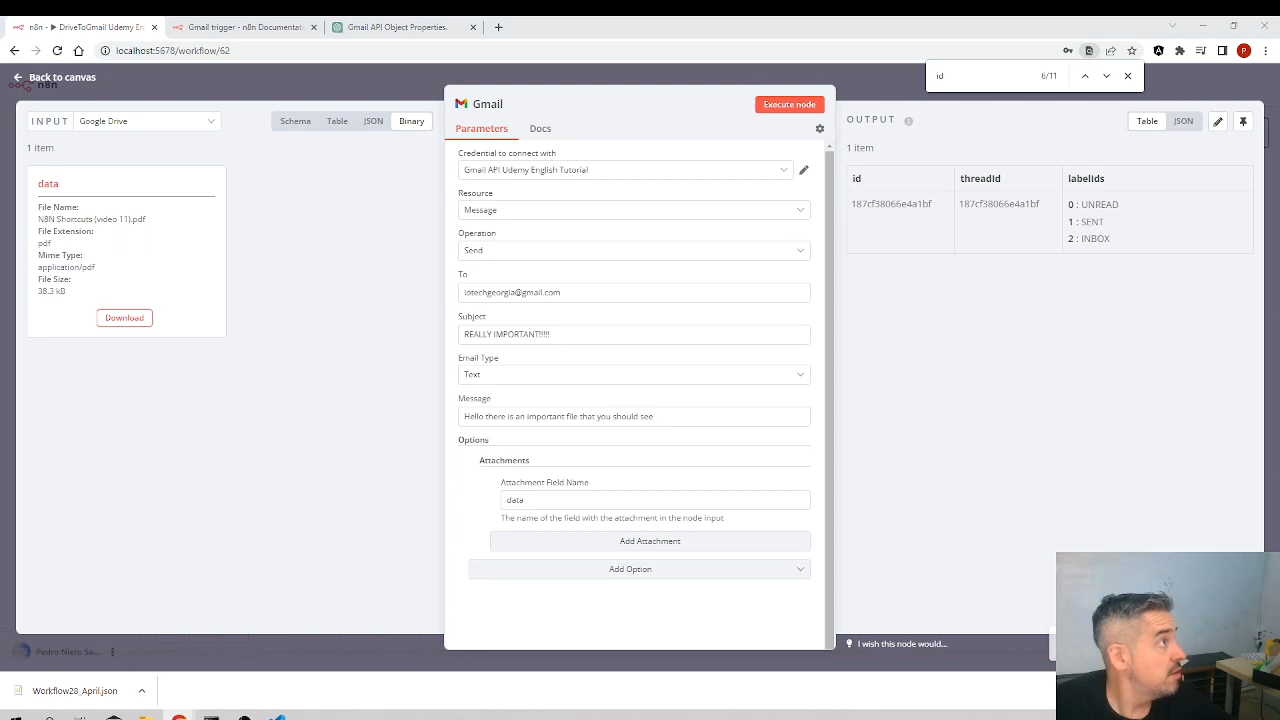 n8n - ▶ DriveToGmail Udemy En
Gmail trigger - n8n Documentati
Gmail API Object Properties.
localhost:5678/workflow/62
P
id
6/11
Back to canvas
n8n
INPUT
Google Drive
Schema
Table
JSON
Binary
1 item
data
File Name:
N8N Shortcuts (video 11).pdf
File Extension:
pdf
Mime Type:
application/pdf
File Size:
38.3 kB
Download
Gmail
Execute node
Parameters
Docs
Credential to connect with
Gmail API Udemy English Tutorial
Resource
Message
Operation
Send
To
iotechgeorgia@gmail.com
Subject
REALLY IMPORTANT!!!!!
Email Type
Text
Message
Hello there is an important file that you should see
Options
Attachments
Attachment Field Name
data
The name of the field with the attachment in the node input
Add Attachment
Add Option
OUTPUT
Table
JSON
1 item
id
threadId
labelIds
187cf38066e4a1bf
187cf38066e4a1bf
0 : UNREAD
1 : SENT
2 : INBOX
I wish this node would...
Pedro Nieto Sa...
Workflow28_April.json